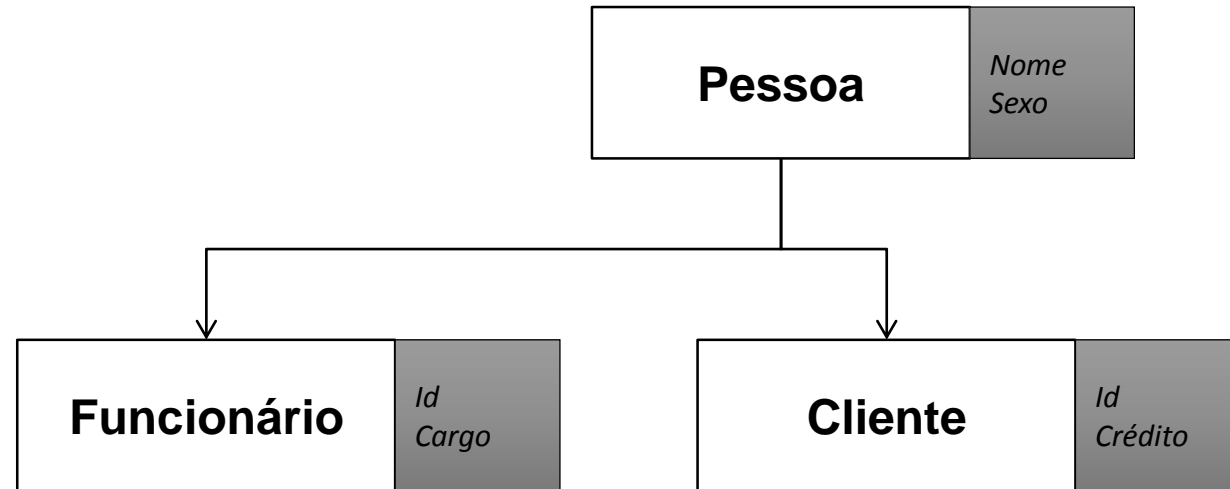 Pessoa
Nome
Sexo
Funcionário
Id
Cargo
Cliente
Id
Crédito